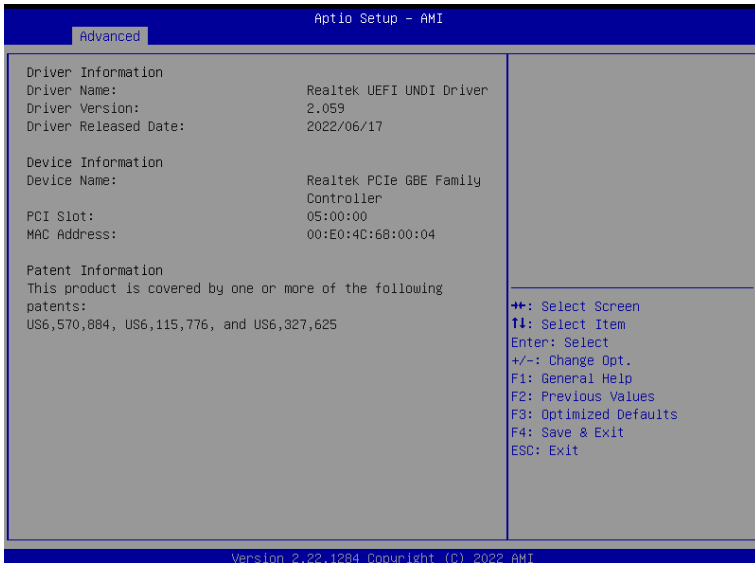 Aptio Setup – AMI
Advanced
Driver Information
Driver Name: Realtek UEFI UNDI Driver
Driver Version: 2.059
Driver Released Date: 2022/06/17
Device Information
Device Name: Realtek PCIe GBE Family
Controller
PCI Slot: 05:00:00
MAC Address: 00:E0:4C:68:00:04
Patent Information
This product is covered by one or more of the following
patents:
US6,570,884, US6,115,776, and US6,327,625
→←: Select Screen
↑↓: Select Item
Enter: Select
+/-: Change Opt.
F1: General Help
F2: Previous Values
F3: Optimized Defaults
F4: Save & Exit
ESC: Exit
Version 2.22.1284 Copyright (C) 2022 AMI